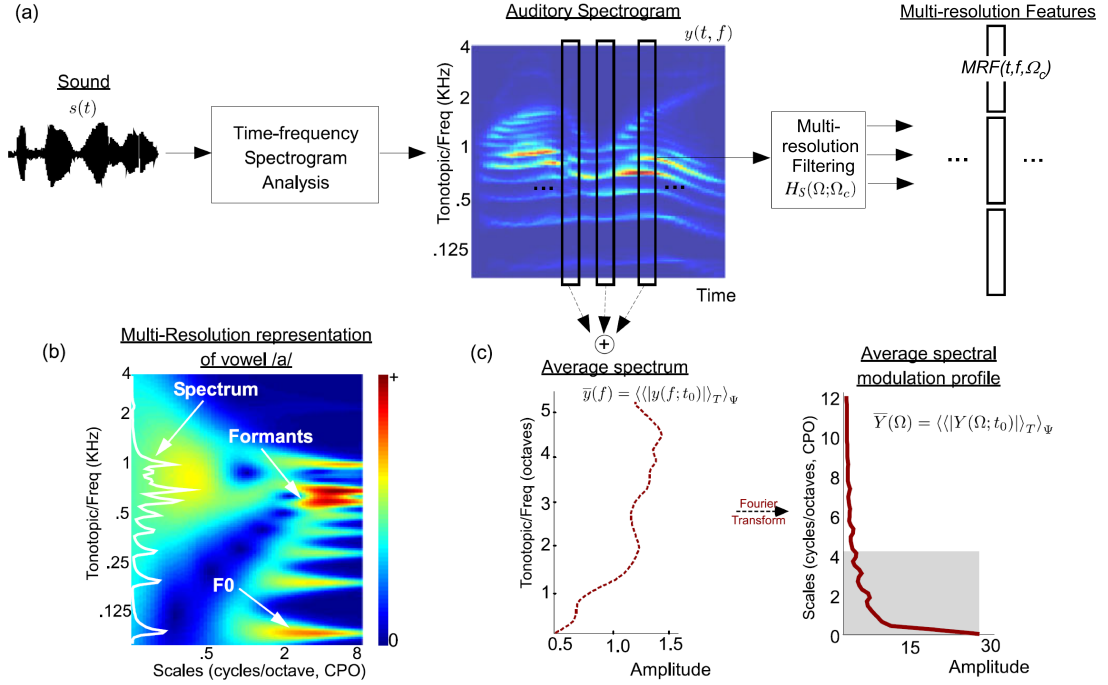 (a)
Auditory Spectrogram
Multi-resolution Features
y(t, f)
Sound
s(t)
Time-frequency
Spectrogram
Analysis
Tonotopic/Freq (KHz)
4
2
1
.5
.125
...
...
Time
Multi-
resolution
Filtering
H_S(Ω;Ω_c)
MRF(t,f,Ω_c)
...
...
(b)
Multi-Resolution representation
of vowel /a/
Tonotopic/Freq (KHz)
4
2
1
.5
.25
.125
Spectrum
Formants
F0
+
0
.5
2
8
Scales (cycles/octave, CPO)
+
(c)
Average spectrum
y̅(f) = ⟨⟨|y(f; t₀)|⟩_T⟩_Ψ
Tonotopic/Freq (octaves)
5
4
3
2
1
0.5
1.0
1.5
Amplitude
Fourier
Transform
Average spectral
modulation profile
Y̅(Ω) = ⟨⟨|Y(Ω; t₀)|⟩_T⟩_Ψ
Scales (cycles/octaves, CPO)
12
10
8
6
4
2
0
15
30
Amplitude